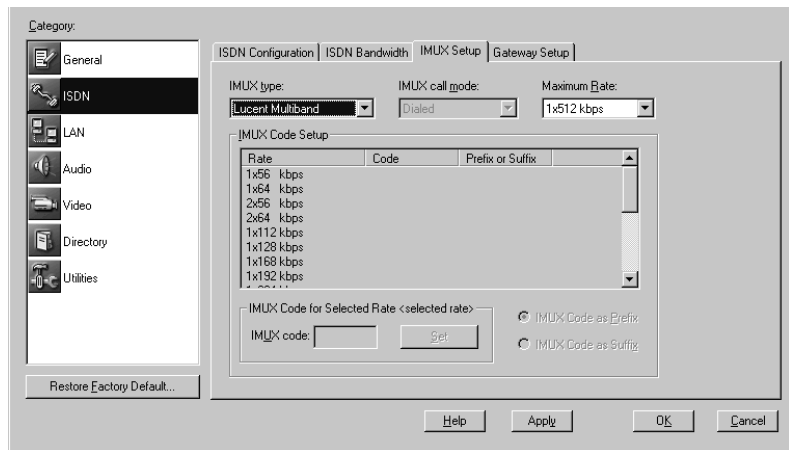 Category:
General
ISDN
LAN
Audio
Video
Directory
Utilities
Restore Factory Default...
ISDN Configuration
ISDN Bandwidth
IMUX Setup
Gateway Setup
IMUX type:
IMUX call mode:
Maximum Rate:
Lucent Multiband
Dialed
1x512 kbps
IMUX Code Setup
Rate Code Prefix or Suffix
1x56 kbps
1x64 kbps
2x56 kbps
2x64 kbps
1x112 kbps
1x128 kbps
1x168 kbps
1x192 kbps
IMUX Code for Selected Rate <selected rate>
IMUX code:
Set
IMUX Code as Prefix
IMUX Code as Suffix
Help
Apply
OK
Cancel